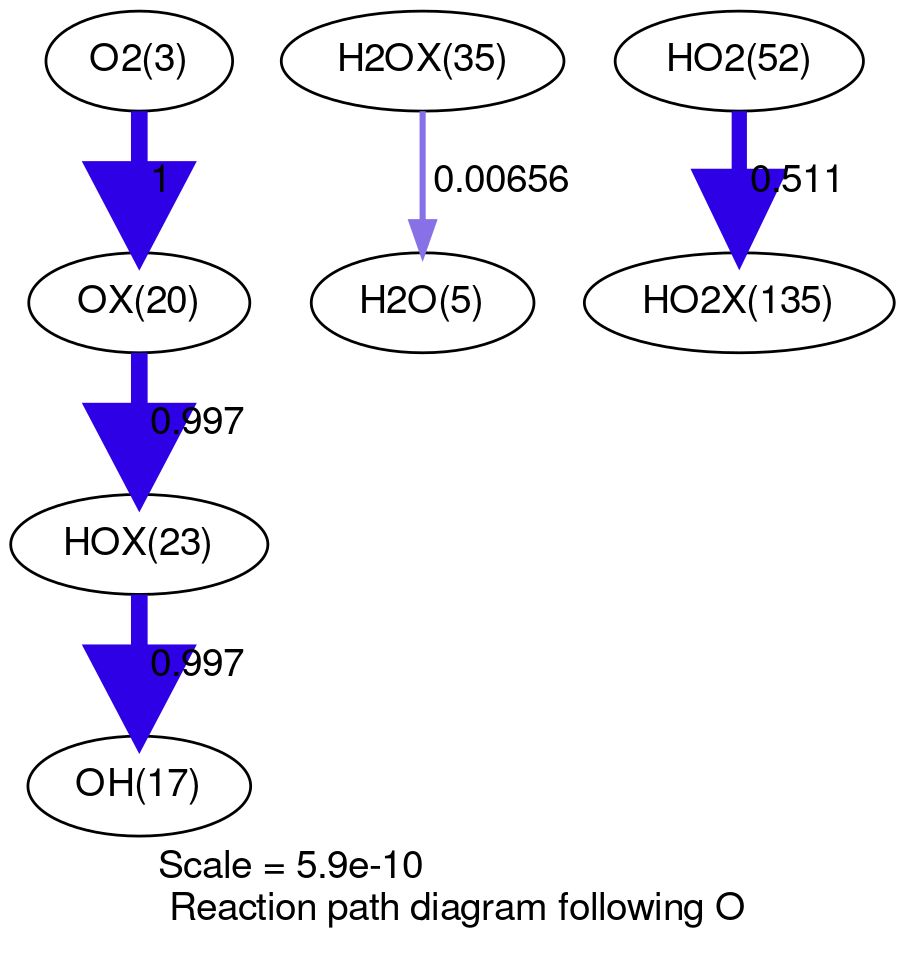 O2(3)
H2OX(35)
HO2(52)
1
0.00656
0.511
OX(20)
H2O(5)
HO2X(135)
0.997
HOX(23)
0.997
OH(17)
Scale = 5.9e-10
Reaction path diagram following O